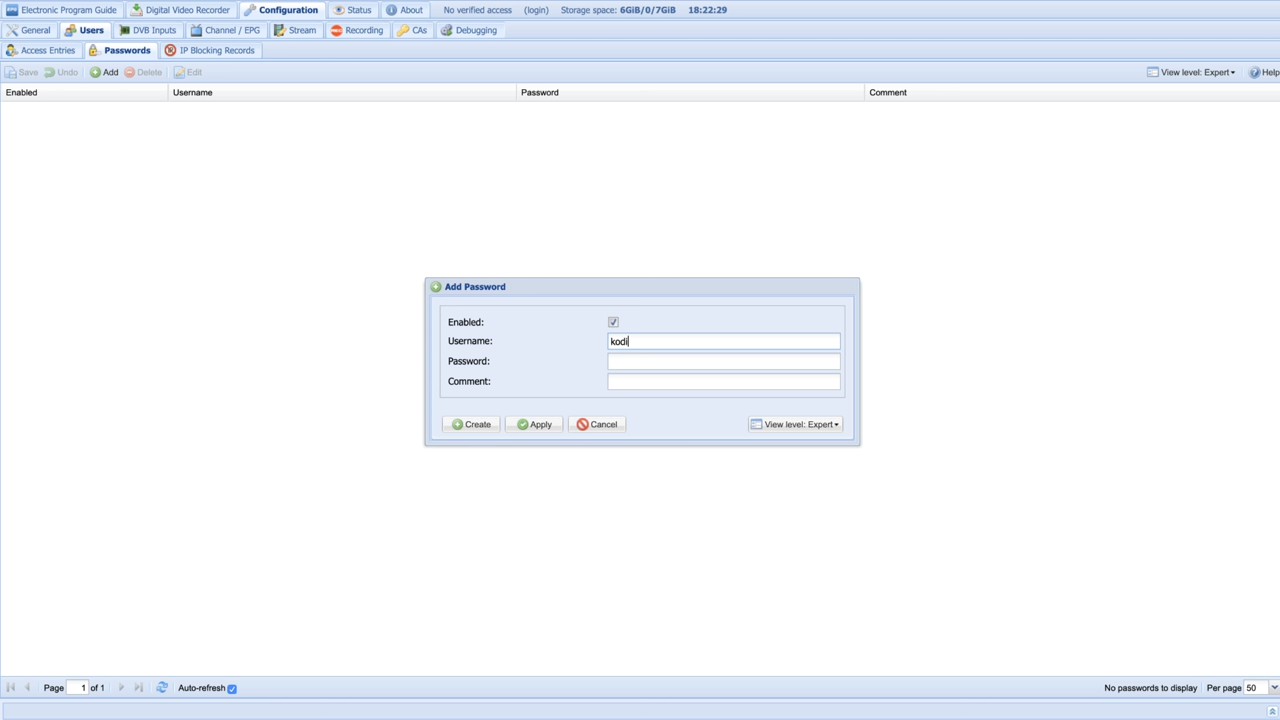 Electronic Program Guide Digital Video Recorder Configuration Status About No verified access (login) Storage space: 6GiB/0/7GiB 18:22:29
General Users DVB Inputs Channel / EPG Stream Recording CAs Debugging
Access Entries Passwords IP Blocking Records
Save Undo Add Delete Edit View level: Expert Help
Enabled Username Password Comment
Add Password
Enabled:
Username: kodi
Password:
Comment:
Create Apply Cancel View level: Expert
Page 1 of 1 Auto-refresh No passwords to display Per page 50